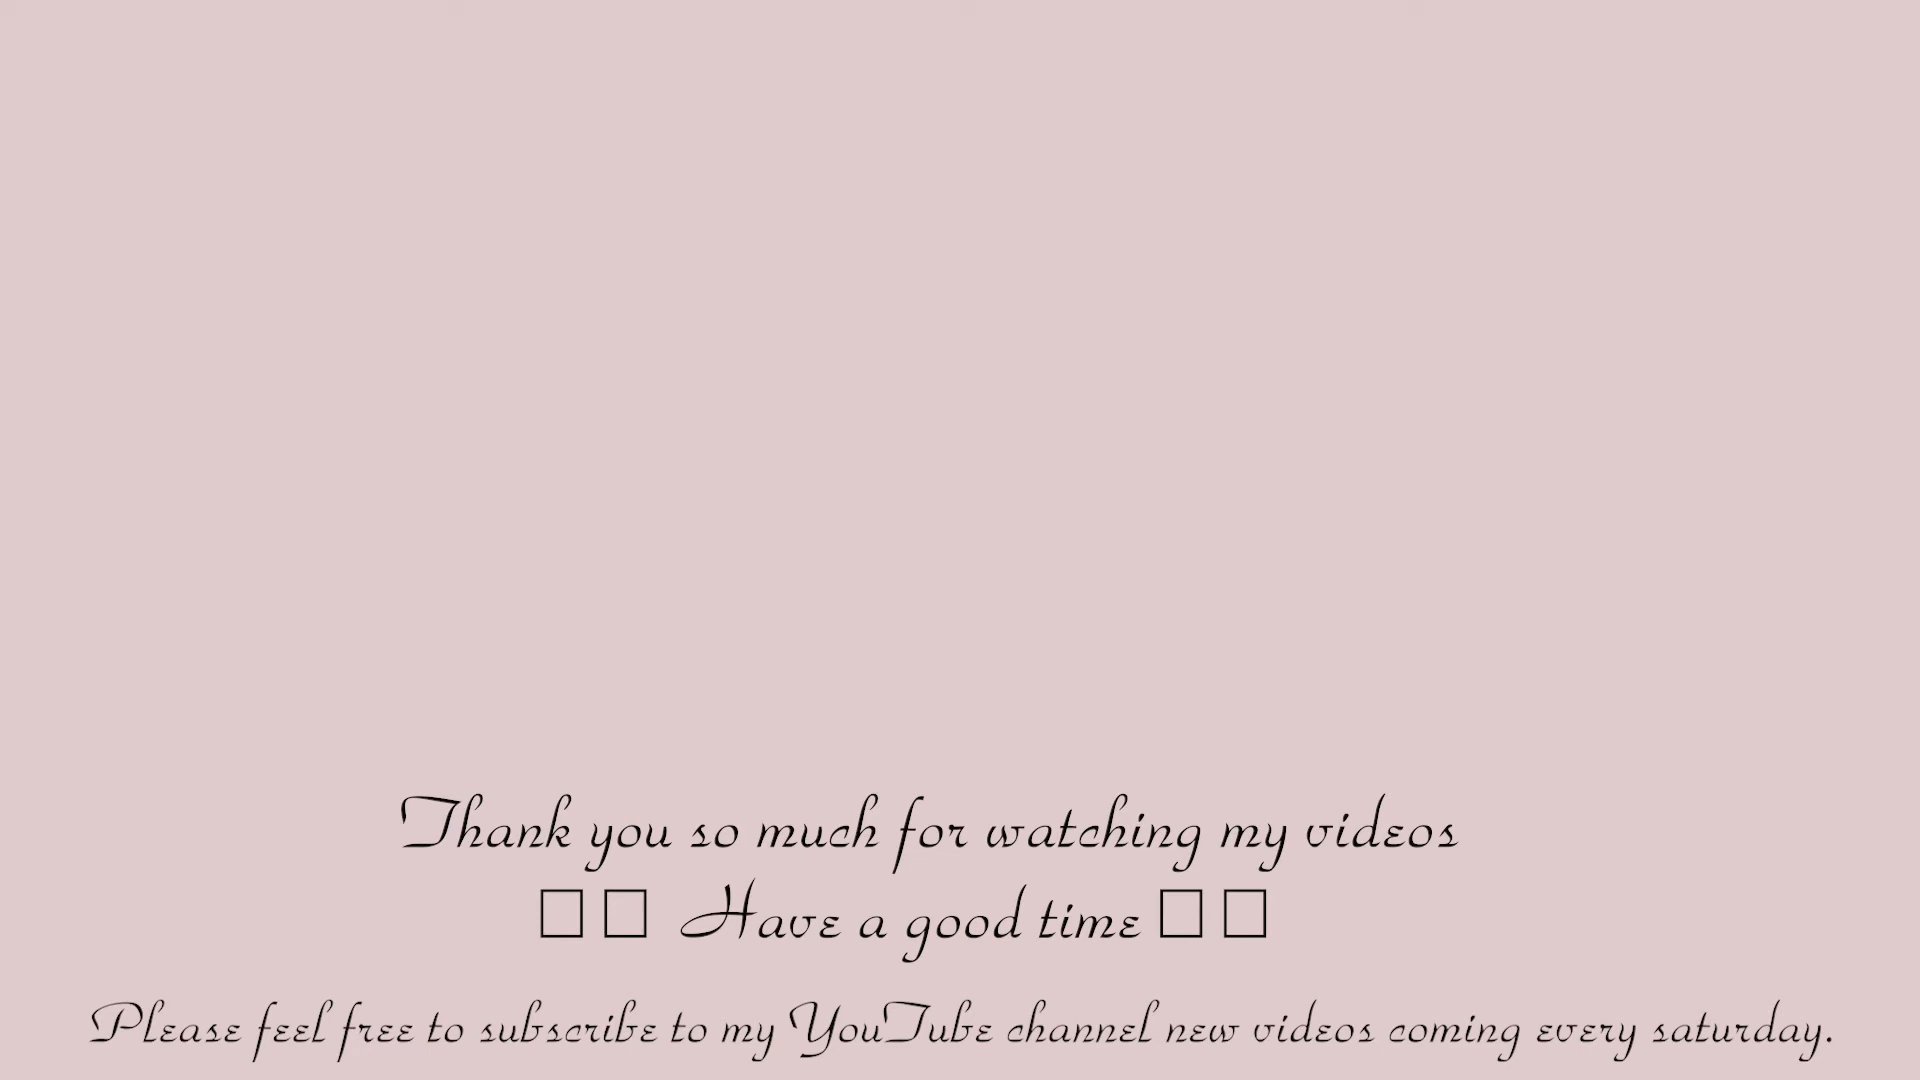 Thank you so much for watching my videos
□□ Have a good time □□
Please feel free to subscribe to my YouTube channel new videos coming every saturday.